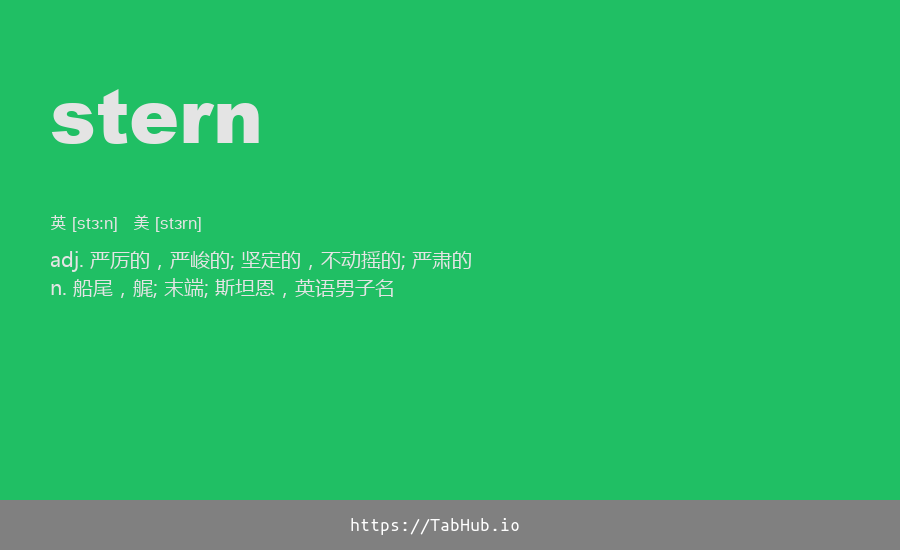 stern
英 [stɜ:n] 美 [stɜrn]
adj. 严厉的，严峻的; 坚定的，不动摇的; 严肃的
n. 船尾，艉; 末端; 斯坦恩，英语男子名
https://TabHub.io